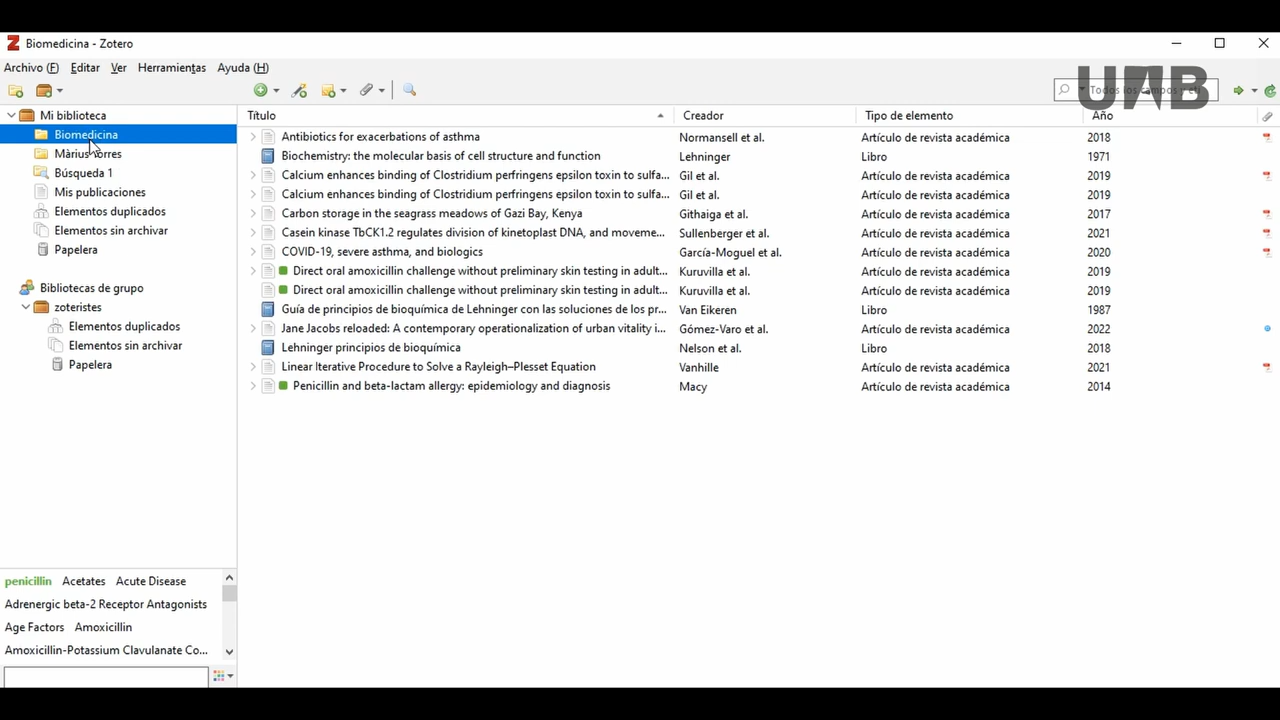 Biomedicina - Zotero
Archivo (F) Editar Ver Herramientas Ayuda (H)
UAB
Todos los campos y eti
Mi biblioteca
Biomedicina
Màrius Torres
Búsqueda 1
Mis publicaciones
Elementos duplicados
Elementos sin archivar
Papelera
Bibliotecas de grupo
zoteristes
Elementos duplicados
Elementos sin archivar
Papelera
penicillin Acetates Acute Disease
Adrenergic beta-2 Receptor Antagonists
Age Factors Amoxicillin
Amoxicillin-Potassium Clavulanate Co...
Título Creador Tipo de elemento Año
Antibiotics for exacerbations of asthma Normansell et al. Artículo de revista académica 2018
Biochemistry: the molecular basis of cell structure and function Lehninger Libro 1971
Calcium enhances binding of Clostridium perfringens epsilon toxin to sulfa... Gil et al. Artículo de revista académica 2019
Calcium enhances binding of Clostridium perfringens epsilon toxin to sulfa... Gil et al. Artículo de revista académica 2019
Carbon storage in the seagrass meadows of Gazi Bay, Kenya Githaiga et al. Artículo de revista académica 2017
Casein kinase TbCK1.2 regulates division of kinetoplast DNA, and moveme... Sullenberger et al. Artículo de revista académica 2021
COVID-19, severe asthma, and biologics García-Moguel et al. Artículo de revista académica 2020
Direct oral amoxicillin challenge without preliminary skin testing in adult... Kuruvilla et al. Artículo de revista académica 2019
Direct oral amoxicillin challenge without preliminary skin testing in adult... Kuruvilla et al. Artículo de revista académica 2019
Guía de principios de bioquímica de Lehninger con las soluciones de los pr... Van Eikeren Libro 1987
Jane Jacobs reloaded: A contemporary operationalization of urban vitality i... Gómez-Varo et al. Artículo de revista académica 2022
Lehninger principios de bioquímica Nelson et al. Libro 2018
Linear Iterative Procedure to Solve a Rayleigh–Plesset Equation Vanhille Artículo de revista académica 2021
Penicillin and beta-lactam allergy: epidemiology and diagnosis Macy Artículo de revista académica 2014